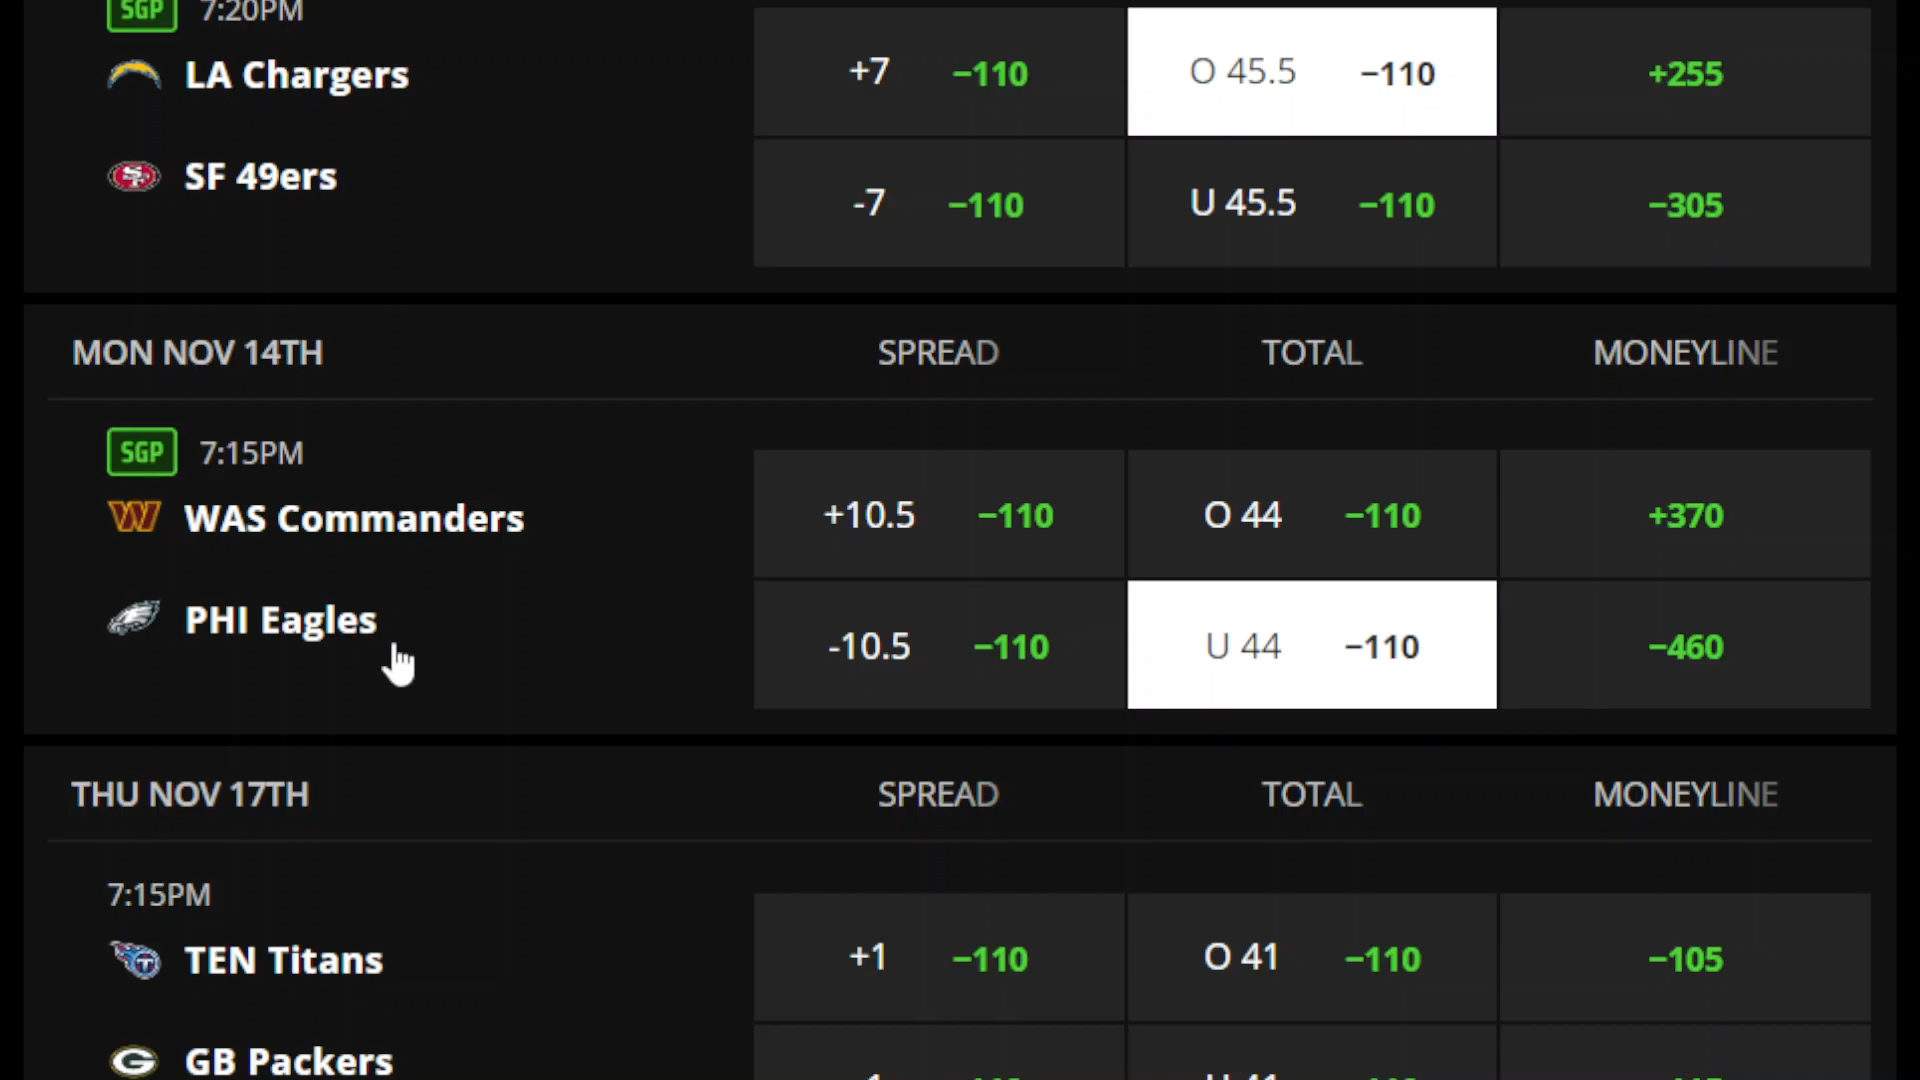 SGP 7:20PM
LA Chargers +7 −110 O 45.5 −110 +255
SF 49ers -7 −110 U 45.5 −110 −305
MON NOV 14TH SPREAD TOTAL MONEYLINE
SGP 7:15PM
WAS Commanders +10.5 −110 O 44 −110 +370
PHI Eagles -10.5 −110 U 44 −110 −460
THU NOV 17TH SPREAD TOTAL MONEYLINE
7:15PM
TEN Titans +1 −110 O 41 −110 −105
GB Packers